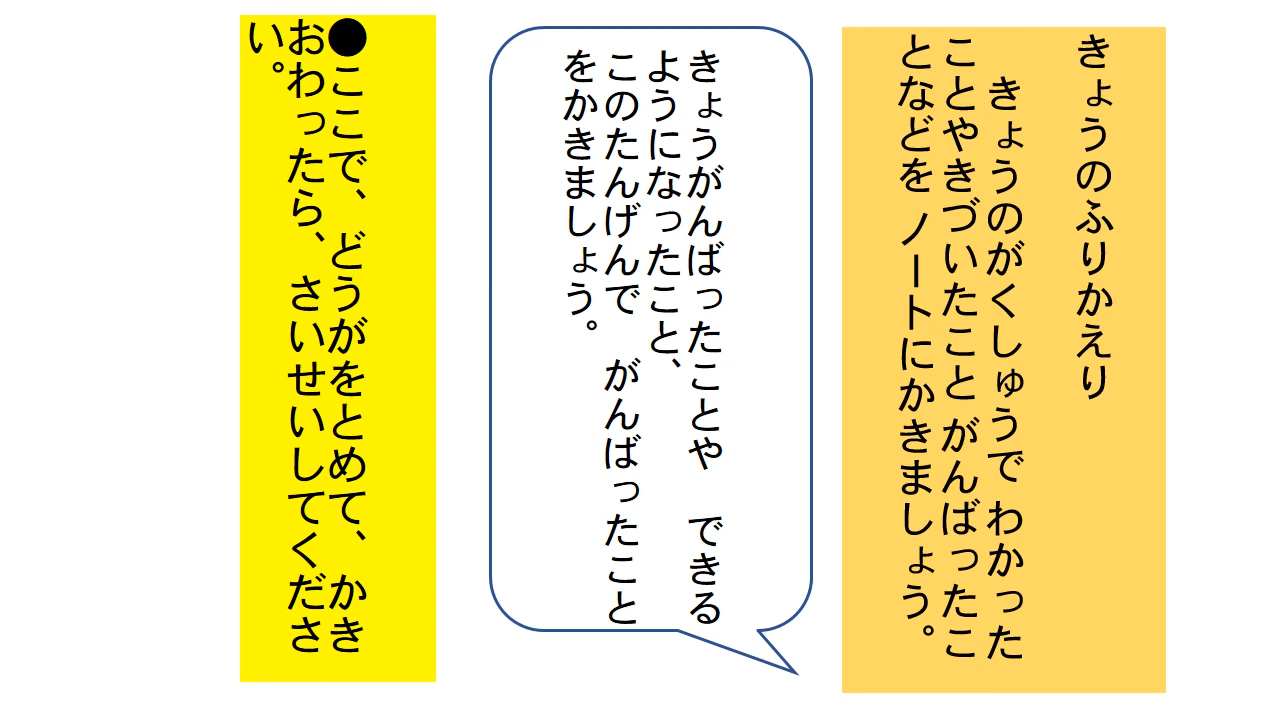 きょうのふりかえり
きょうのがくしゅうで わかった
ことやきづいたこと がんばったこ
となどを ノートにかきましょう。
きょうがんばったことや　できる
ようになったこと、
このたんげんで　がんばったこと
をかきましょう。
●ここで、どうがをとめて、かき
おわったら、さいせいしてくださ
い。